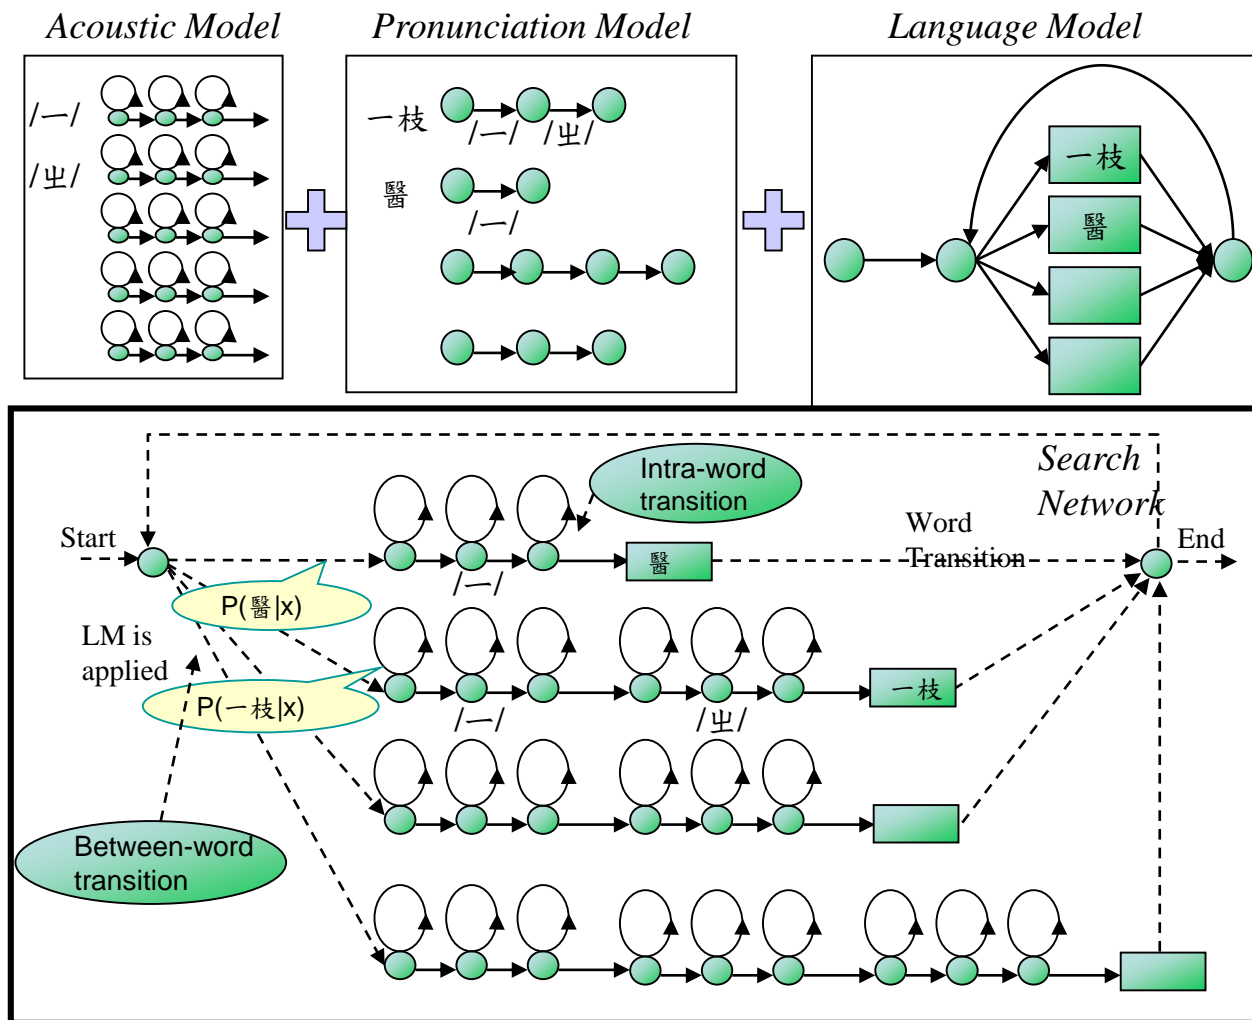 Acoustic Model
Pronunciation Model
Language Model
/一/
/ㄓ/
一枝
/一/
/ㄓ/
醫
/一/
一枝
醫
Search
Network
Intra-word
transition
Start
Word
Transition
End
醫
/一/
P(醫|x)
LM is
applied
P(一枝|x)
一枝
/一/
/ㄓ/
Between-word
transition